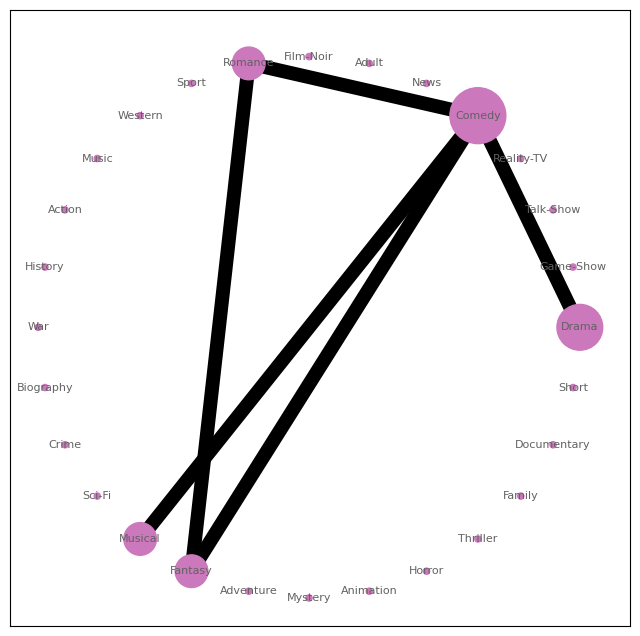 Film-Noir
Romance
Adult
Sport
News
Western
Comedy
Music
Reality-TV
Action
Talk-Show
History
Game-Show
War
Drama
Biography
Short
Crime
Documentary
Sci-Fi
Family
Musical
Thriller
Fantasy
Horror
Adventure
Mystery
Animation